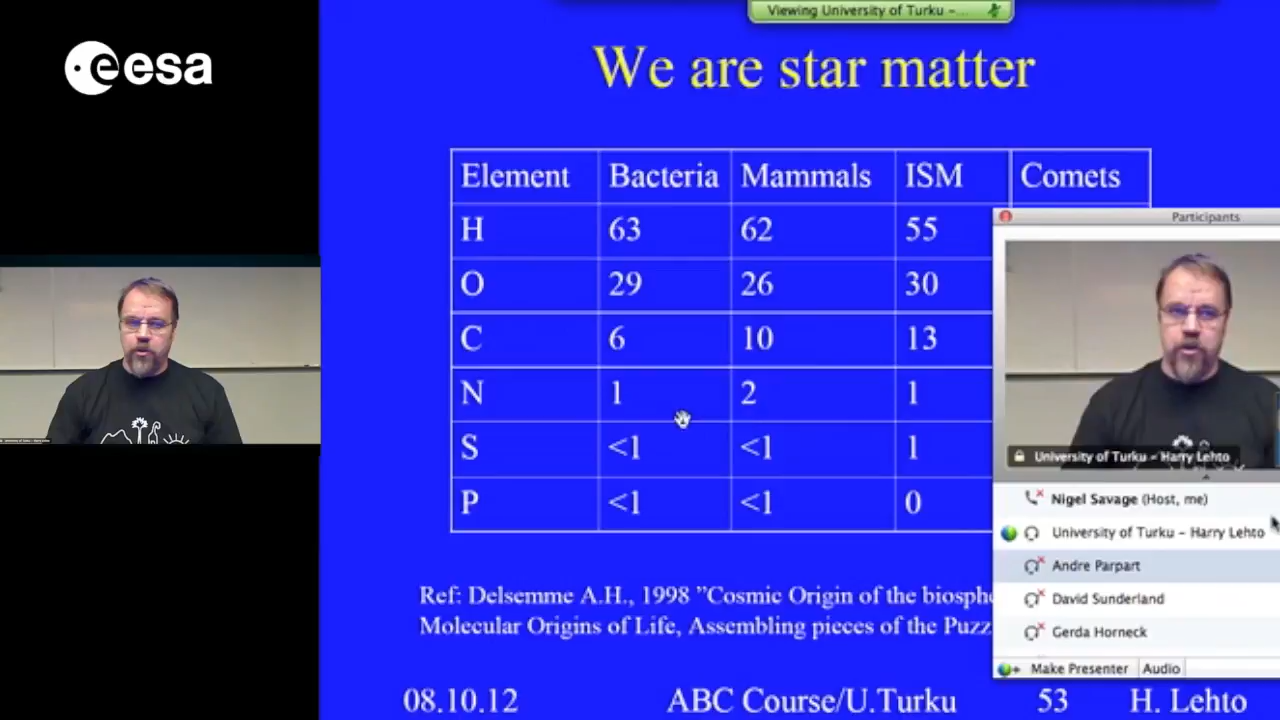 Viewing University of Turku –...
esa
We are star matter
Element Bacteria Mammals ISM Comets
H 63 62 55
O 29 26 30
C 6 10 13
N 1 2 1
S <1 <1 1
P <1 <1 0
Participants
University of Turku – Harry Lehto
Nigel Savage (Host, me)
University of Turku – Harry Lehto
Andre Parpart
David Sunderland
Gerda Horneck
Make Presenter Audio
Ref: Delsemme A.H., 1998 ”Cosmic Origin of the biosphe
Molecular Origins of Life, Assembling pieces of the Puzz
08.10.12 ABC Course/U.Turku 53 H. Lehto